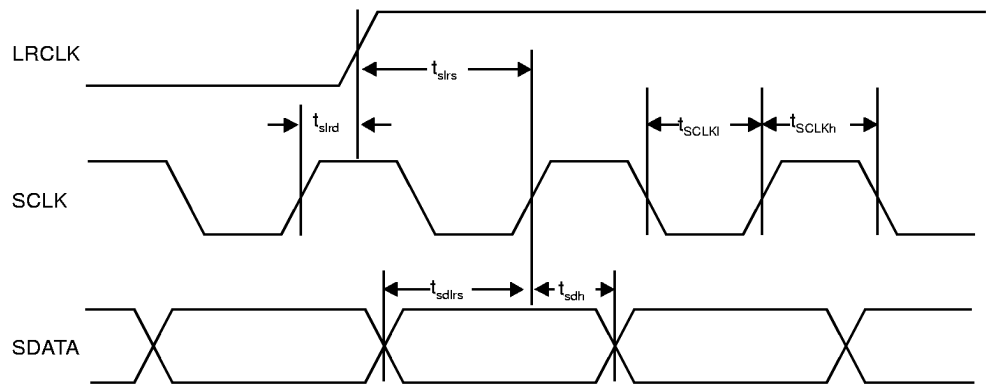 LRCLK
t_slrs
t_slrd
t_SCLKl
t_SCLKh
SCLK
t_sdlrs
t_sdh
SDATA